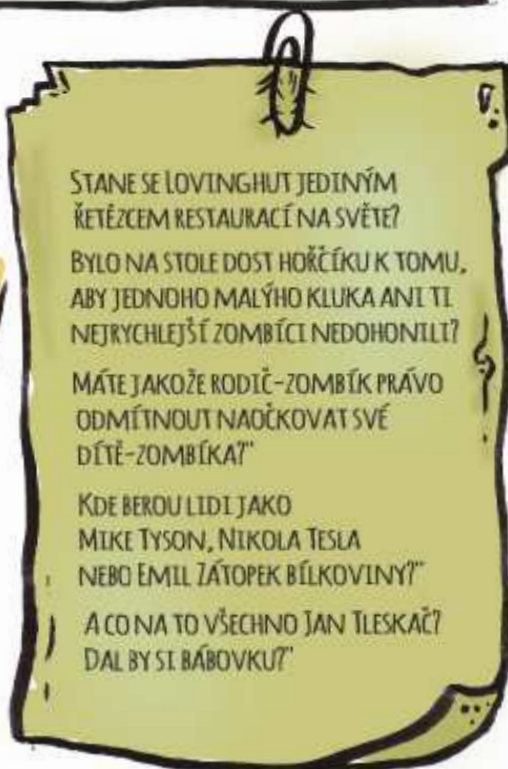 STANE SE LOVINGHUT JEDINÝM
ŘETĚZCEM RESTAURACÍ NA SVĚTE?
BYLO NA STOLE DOST HOŘČÍKU K TOMU,
ABY JEDNOHO MALÝHO KLUKA ANI TI
NEJRYCHLEJŠÍ ZOMBÍCI NEDOHONILI?
MÁTE JAKOŽE RODIČ-ZOMBÍK PRÁVO
ODMÍTNOUT NAOČKOVAT SVÉ
DÍTĚ-ZOMBÍKA?"
KDE BEROU LIDI JAKO
MIKE TYSON, NIKOLA TESLA
NEBO EMIL ZÁTOPEK BÍLKOVINY?"
A CO NA TO VŠECHNO JAN TLESKAČ?
DAL BY SI BÁBOVKU?"